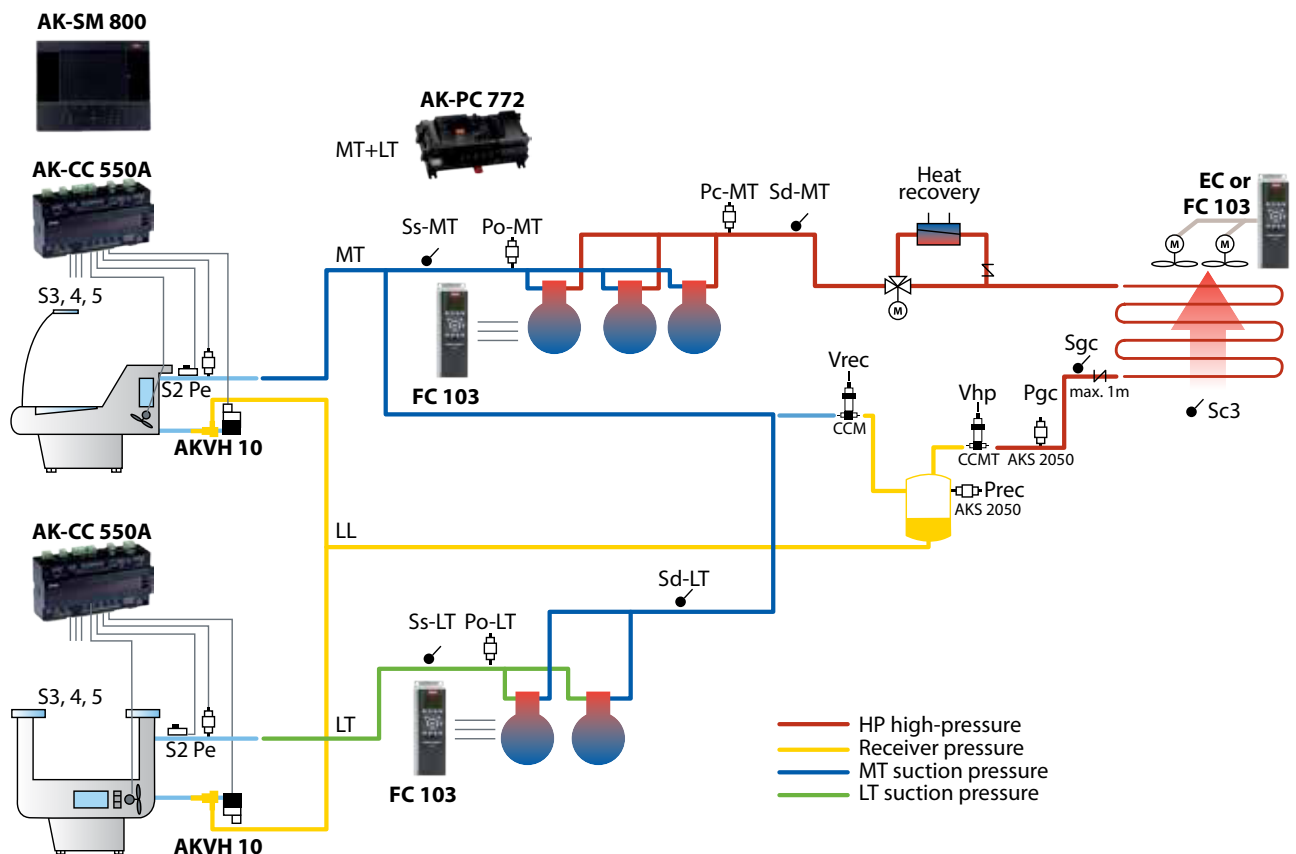 AK-SM 800
AK-PC 772
MT+LT
AK-CC 550A
S3, 4, 5
S2 Pe
AKVH 10
MT
Ss-MT
Po-MT
FC 103
Pc-MT
Sd-MT
Heat
recovery
M
EC or
FC 103
M
M
Sgc
max. 1m
Sc3
Vrec
CCM
Vhp
CCMT
Pgc
AKS 2050
Prec
AKS 2050
LL
AK-CC 550A
S3, 4, 5
S2 Pe
AKVH 10
LT
Ss-LT
Po-LT
Sd-LT
FC 103
HP high-pressure
Receiver pressure
MT suction pressure
LT suction pressure